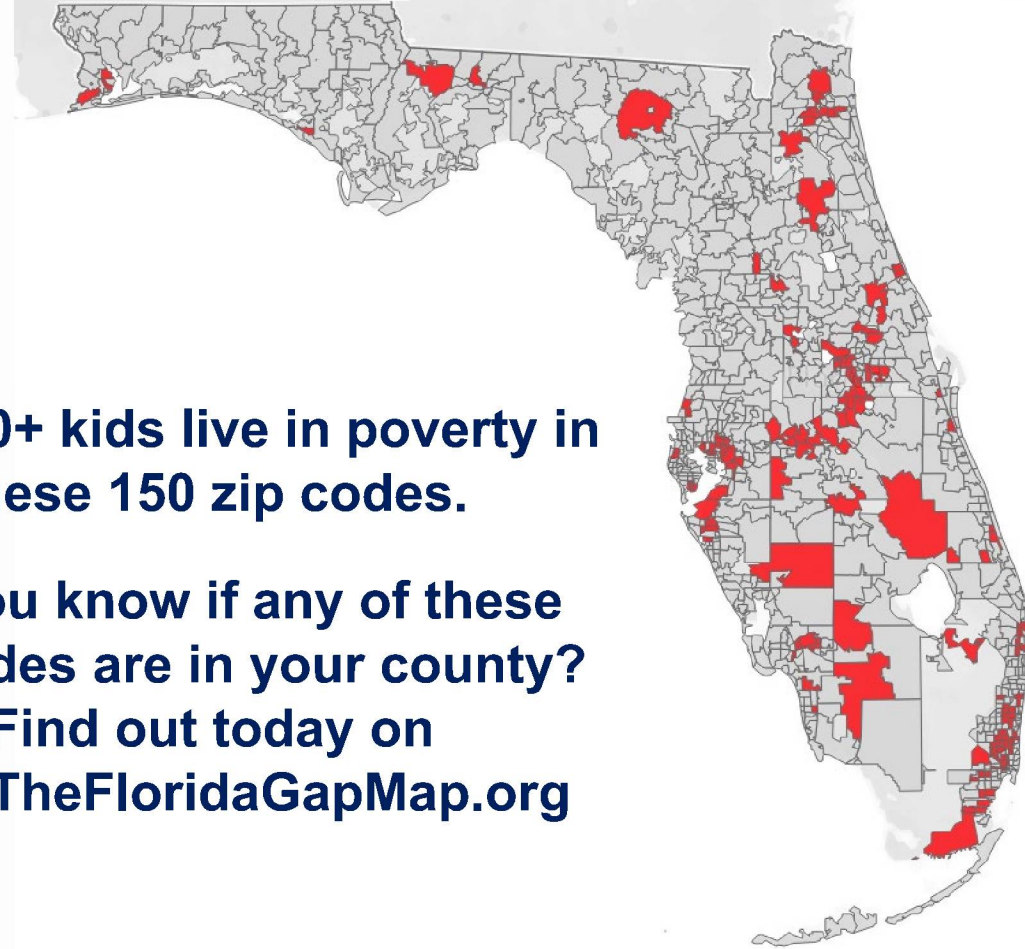 0+ kids live in poverty in
ese 150 zip codes.
ou know if any of these
des are in your county?
Find out today on
TheFloridaGapMap.org